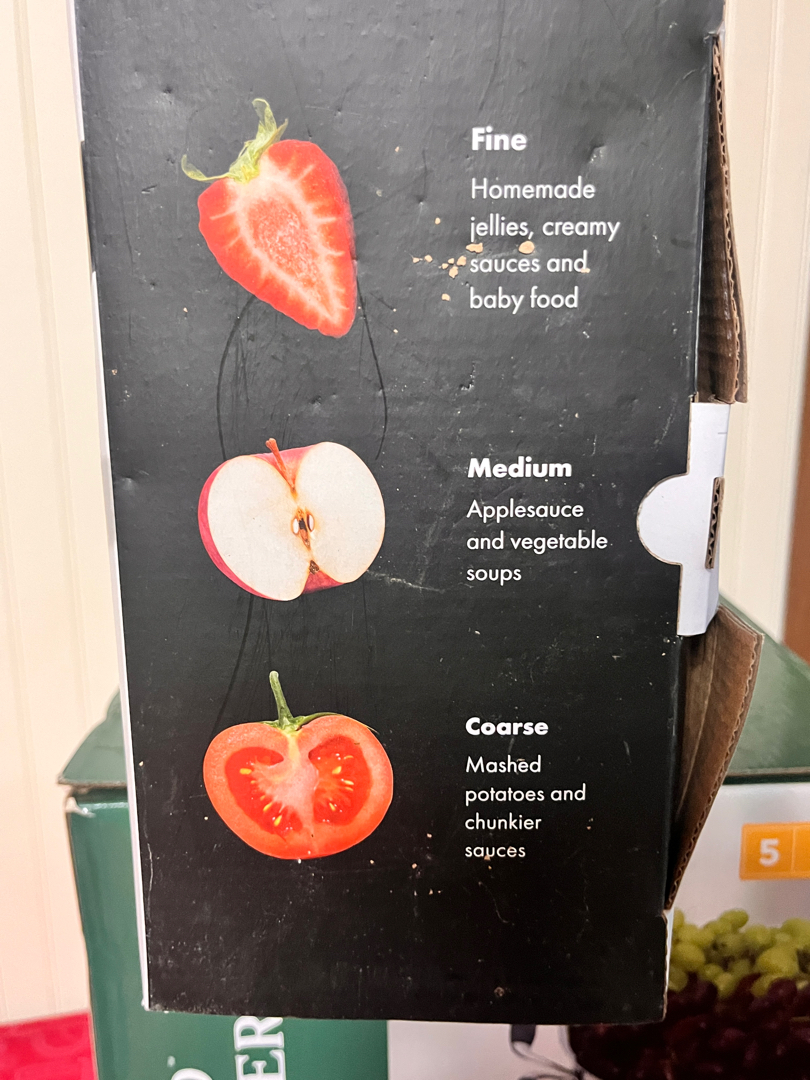 Fine
Homemade
jellies, creamy
sauces and
baby food
Medium
Applesauce
and vegetable
soups
Coarse
Mashed
potatoes and
chunkier
sauces
5
ER